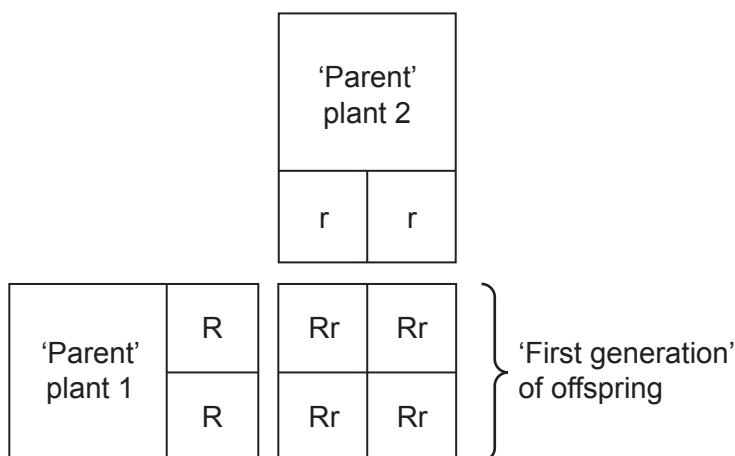 ‘Parent’
plant 2
r r
‘Parent’
plant 1
R Rr Rr
R Rr Rr
‘First generation’
of offspring